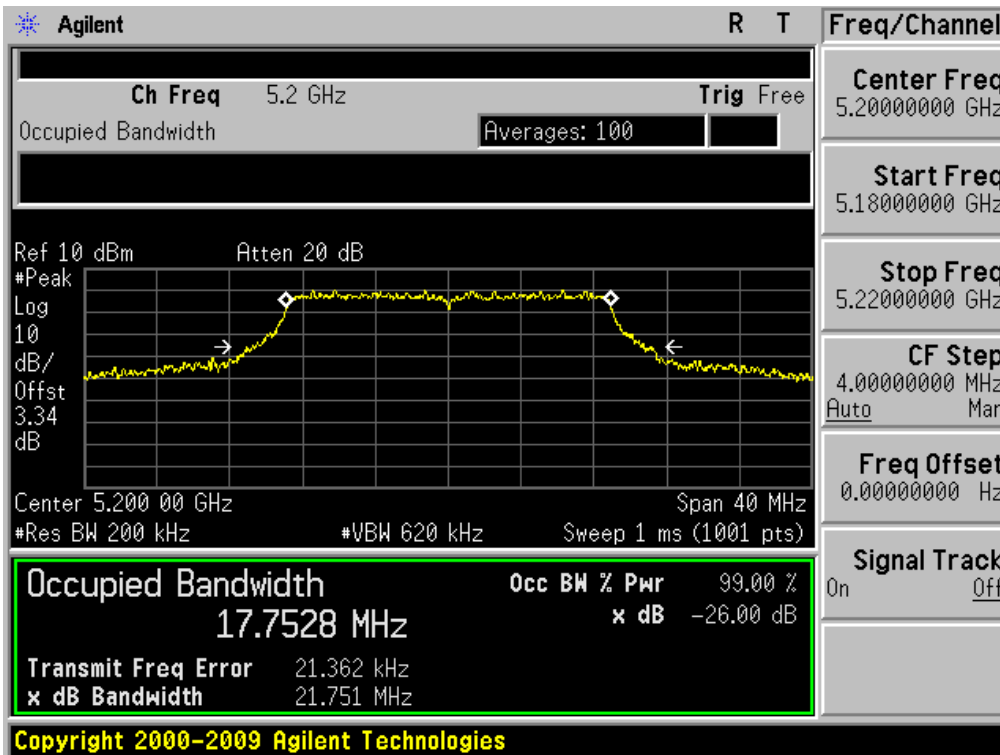 Agilent R T Freq/Channel
Ch Freq 5.2 GHz Trig Free
Occupied Bandwidth Averages: 100
Center Freq
5.20000000 GHz
Start Freq
5.18000000 GHz
Stop Freq
5.22000000 GHz
CF Step
4.00000000 MHz
Auto Man
Freq Offset
0.00000000 Hz
Signal Track
On Off
Ref 10 dBm Atten 20 dB
#Peak
Log
10
dB/
Offst
3.34
dB
Center 5.200 00 GHz Span 40 MHz
#Res BW 200 kHz #VBW 620 kHz Sweep 1 ms (1001 pts)
Occupied Bandwidth Occ BW % Pwr 99.00 %
17.7528 MHz x dB -26.00 dB
Transmit Freq Error 21.362 kHz
x dB Bandwidth 21.751 MHz
Copyright 2000-2009 Agilent Technologies